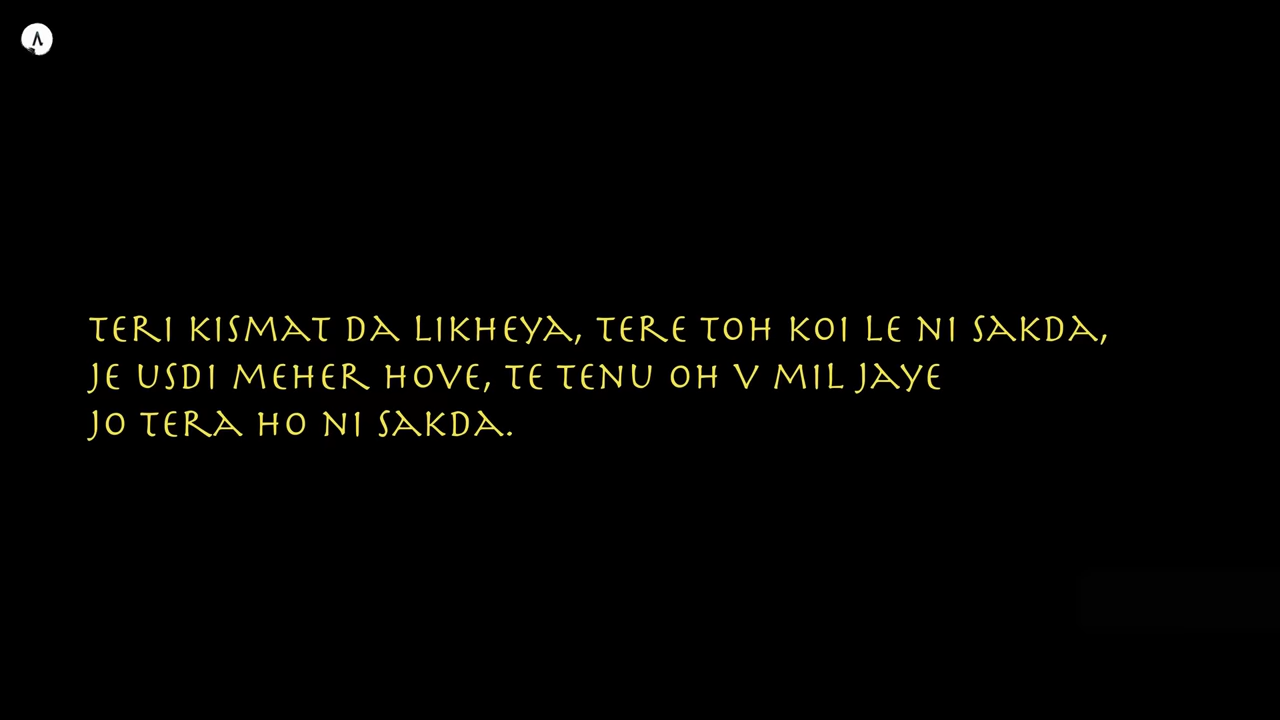 TERI KISMAT DA LIKHEYA, TERE TOH KOI LE NI SAKDA,
JE USDI MEHER HOVE, TE TENU OH V MIL JAYE
JO TERA HO NI SAKDA.